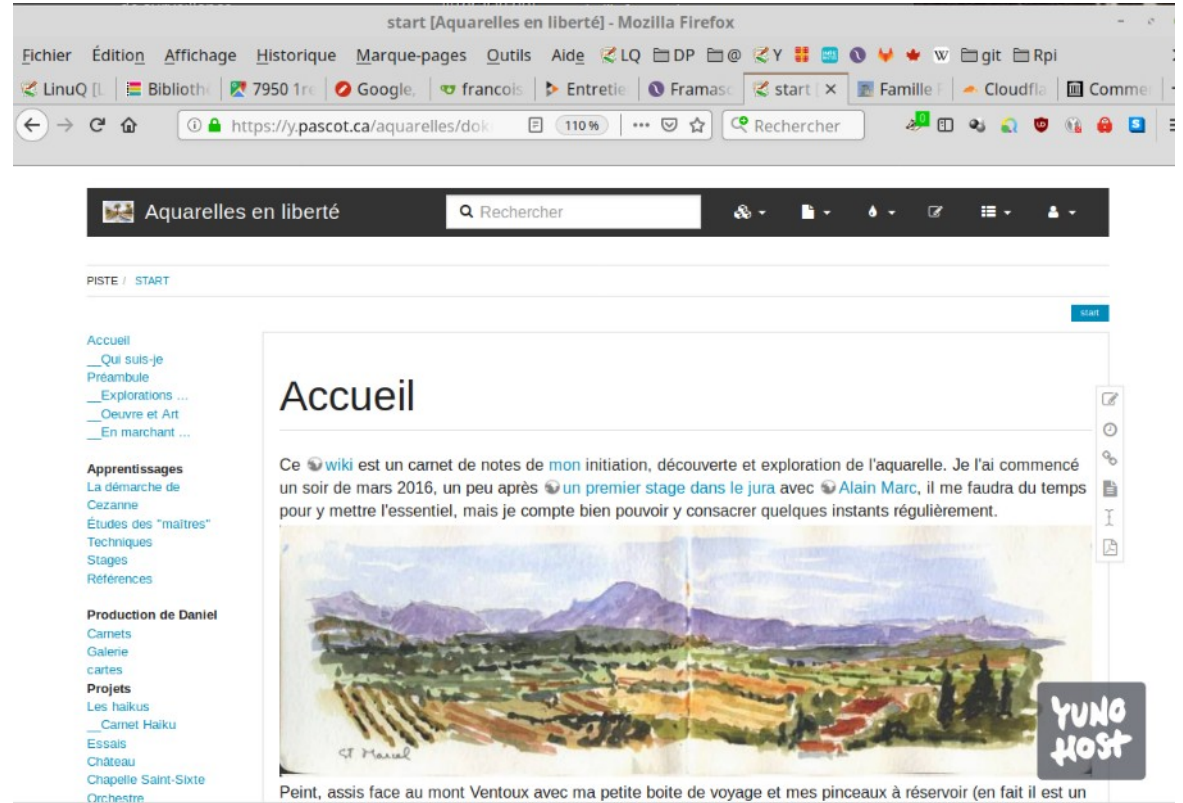 start [Aquarelles en liberté] - Mozilla Firefox
Fichier Édition Affichage Historique Marque-pages Outils Aide LQ DP @ Y git Rpi
LinuQ [L Biblioth 7950 1re Google, francois Entretie Framaso start [ × Famille F Cloudfla Comme
https://y.pascot.ca/aquarelles/dok 110 % Rechercher
Aquarelles en liberté Rechercher
PISTE / START
start
Accueil
__Qui suis-je
Préambule
__Explorations ...
__Oeuvre et Art
__En marchant ...
Apprentissages
La démarche de
Cezanne
Études des "maîtres"
Techniques
Stages
Références
Production de Daniel
Carnets
Galerie
cartes
Projets
Les haikus
__Carnet Haiku
Essais
Château
Chapelle Saint-Sixte
Orchestre
Accueil
Ce wiki est un carnet de notes de mon initiation, découverte et exploration de l'aquarelle. Je l'ai commencé
un soir de mars 2016, un peu après un premier stage dans le jura avec Alain Marc, il me faudra du temps
pour y mettre l'essentiel, mais je compte bien pouvoir y consacrer quelques instants régulièrement.
ST Marcel
YUNO
HOST
Peint, assis face au mont Ventoux avec ma petite boite de voyage et mes pinceaux à réservoir (en fait il est un